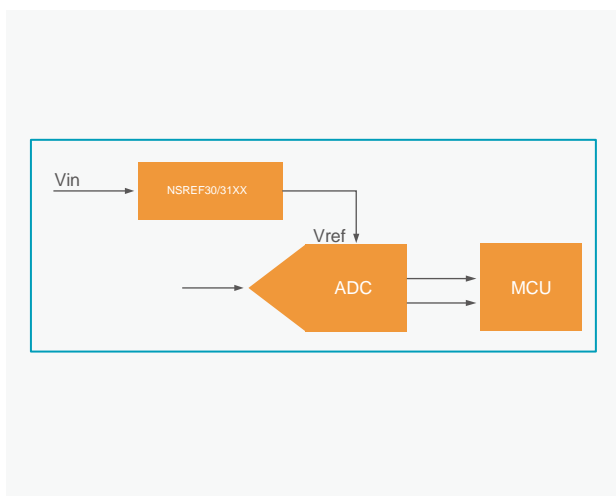 Vin
NSREF30/31XX
Vref
ADC
MCU